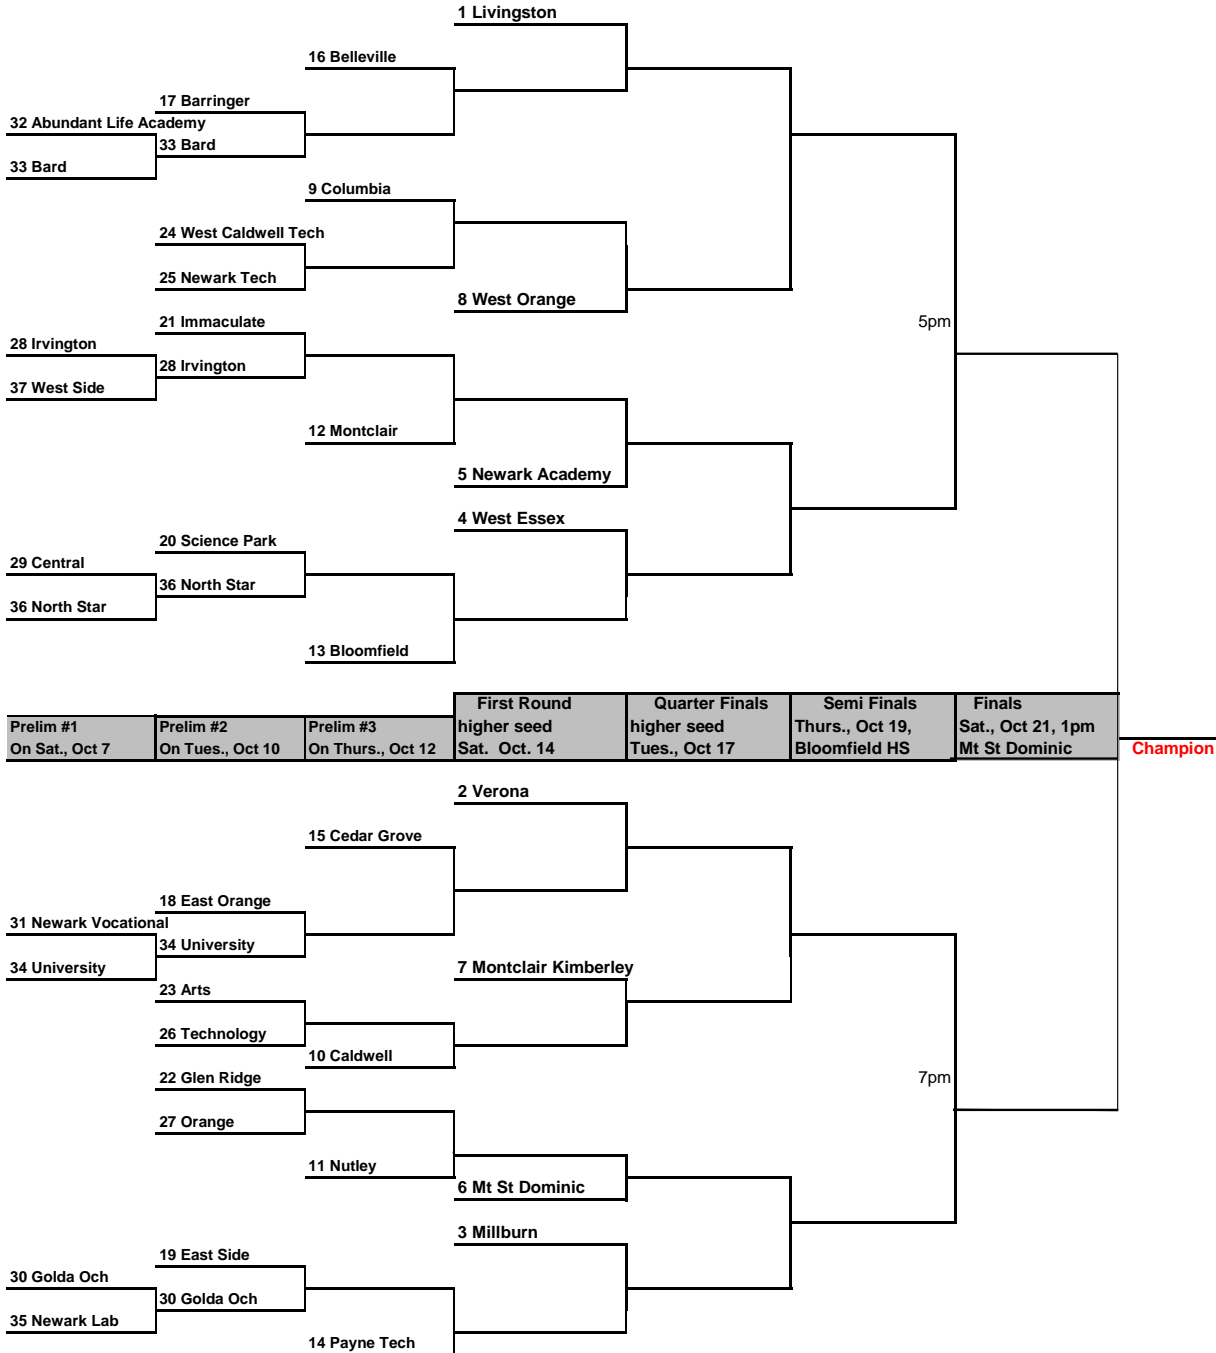 1 Livingston
16 Belleville
17 Barringer
32 Abundant Life Academy
33 Bard
33 Bard
9 Columbia
24 West Caldwell Tech
25 Newark Tech
8 West Orange
21 Immaculate
5pm
28 Irvington
28 Irvington
37 West Side
12 Montclair
5 Newark Academy
4 West Essex
20 Science Park
29 Central
36 North Star
36 North Star
13 Bloomfield
First Round
higher seed
Sat. Oct. 14
Quarter Finals
higher seed
Tues., Oct 17
Semi Finals
Thurs., Oct 19,
Bloomfield HS
Finals
Sat., Oct 21, 1pm
Mt St Dominic
Prelim #1
On Sat., Oct 7
Prelim #2
On Tues., Oct 10
Prelim #3
On Thurs., Oct 12
Champion
2 Verona
15 Cedar Grove
18 East Orange
31 Newark Vocational
34 University
34 University
7 Montclair Kimberley
23 Arts
26 Technology
10 Caldwell
22 Glen Ridge
7pm
27 Orange
11 Nutley
6 Mt St Dominic
3 Millburn
19 East Side
30 Golda Och
30 Golda Och
35 Newark Lab
14 Payne Tech